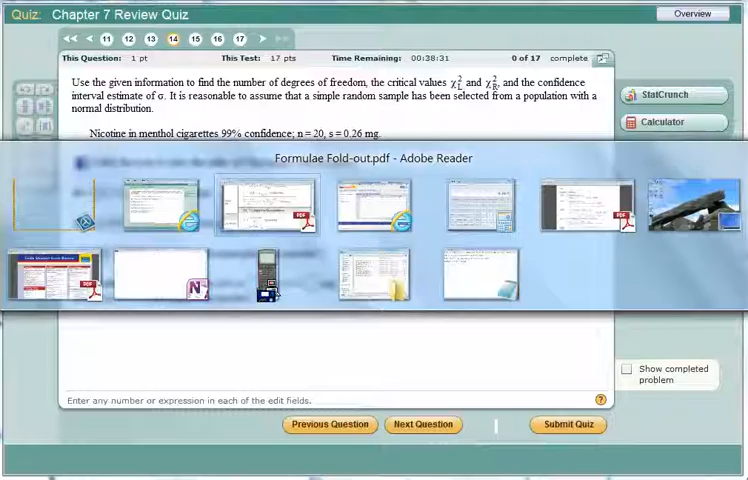 Quiz: Chapter 7 Review Quiz
Overview
11 12 13 14 15 16 17
This Question: 1 pt This Test: 17 pts Time Remaining: 00:38:31 0 of 17 complete
Use the given information to find the number of degrees of freedom, the critical values χ²L and χ²R, and the confidence
interval estimate of σ. It is reasonable to assume that a simple random sample has been selected from a population with a
normal distribution.
Nicotine in menthol cigarettes 99% confidence; n = 20, s = 0.26 mg.
StatCrunch
Calculator
Formulae Fold-out.pdf - Adobe Reader
PDF
PDF
PDF
N
Show completed
problem
Enter any number or expression in each of the edit fields.
?
Previous Question
Next Question
Submit Quiz